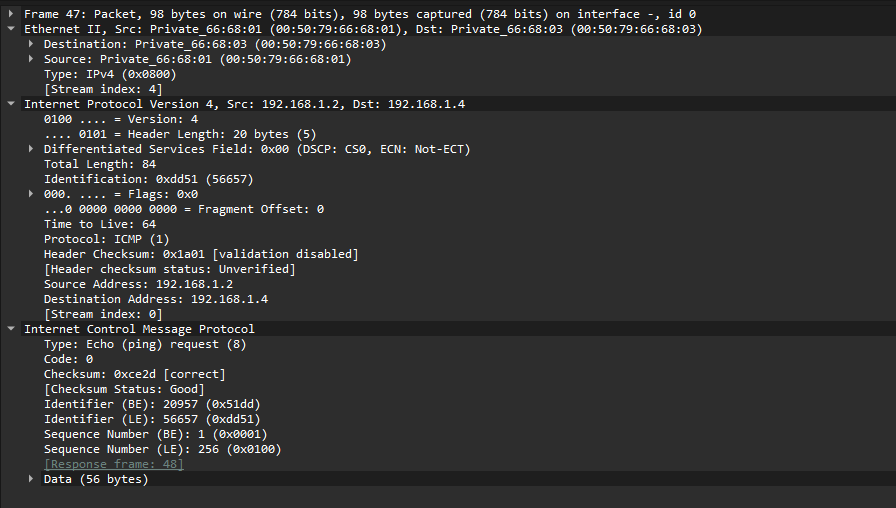 Frame 47: Packet, 98 bytes on wire (784 bits), 98 bytes captured (784 bits) on interface -, id 0
Ethernet II, Src: Private_66:68:01 (00:50:79:66:68:01), Dst: Private_66:68:03 (00:50:79:66:68:03)
Destination: Private_66:68:03 (00:50:79:66:68:03)
Source: Private_66:68:01 (00:50:79:66:68:01)
Type: IPv4 (0x0800)
[Stream index: 4]
Internet Protocol Version 4, Src: 192.168.1.2, Dst: 192.168.1.4
0100 .... = Version: 4
.... 0101 = Header Length: 20 bytes (5)
Differentiated Services Field: 0x00 (DSCP: CS0, ECN: Not-ECT)
Total Length: 84
Identification: 0xdd51 (56657)
000. .... = Flags: 0x0
...0 0000 0000 0000 = Fragment Offset: 0
Time to Live: 64
Protocol: ICMP (1)
Header Checksum: 0x1a01 [validation disabled]
[Header checksum status: Unverified]
Source Address: 192.168.1.2
Destination Address: 192.168.1.4
[Stream index: 0]
Internet Control Message Protocol
Type: Echo (ping) request (8)
Code: 0
Checksum: 0xce2d [correct]
[Checksum Status: Good]
Identifier (BE): 20957 (0x51dd)
Identifier (LE): 56657 (0xdd51)
Sequence Number (BE): 1 (0x0001)
Sequence Number (LE): 256 (0x0100)
[Response frame: 48]
Data (56 bytes)